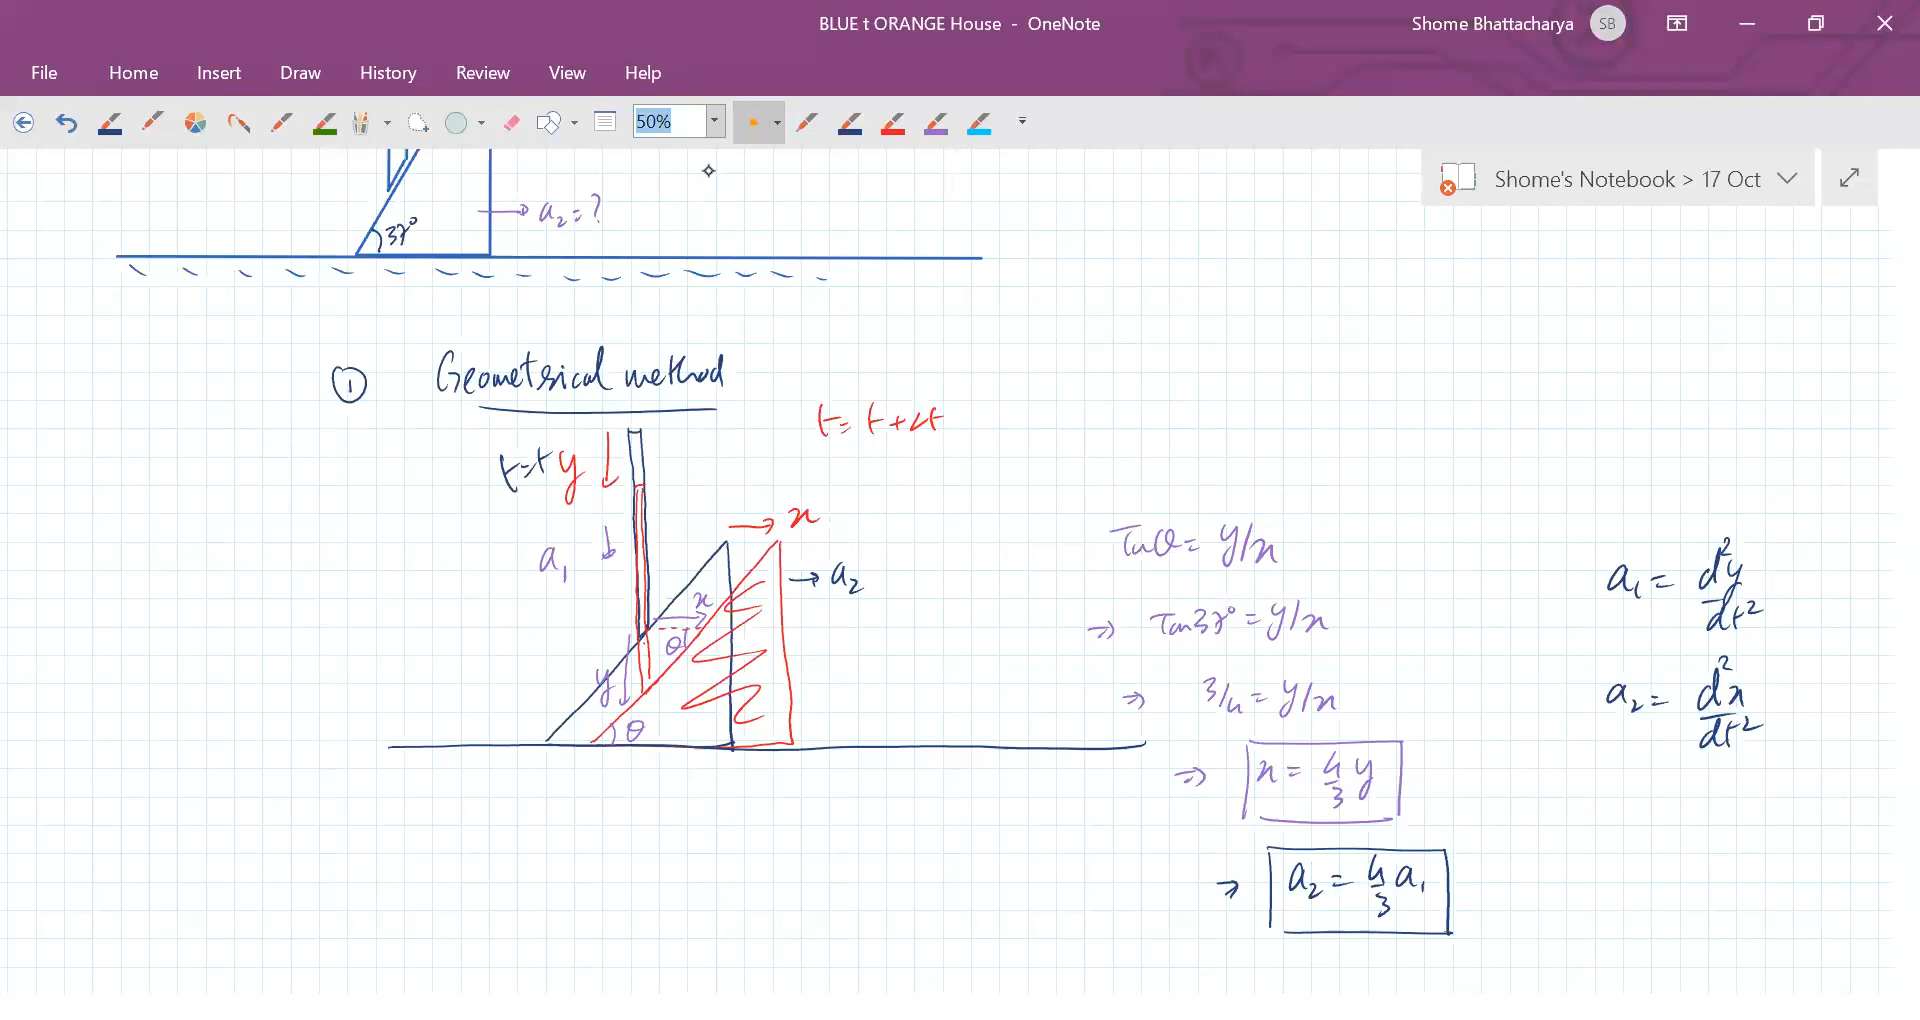 BLUE t ORANGE House - OneNote
Shome Bhattacharya SB
File Home Insert Draw History Review View Help
50%
Shome's Notebook > 17 Oct
a₂ = ?
37°
① Geometrical method
t = t + Δt
t = t y
x
a₁
a₂
x
θ
y
θ
Tanθ = y/x
⇒ Tan37° = y/x
⇒ 3/4 = y/x
⇒ x = 4/3 y
⇒ a₂ = 4/3 a₁
a₁ = d²y/dt²
a₂ = d²x/dt²